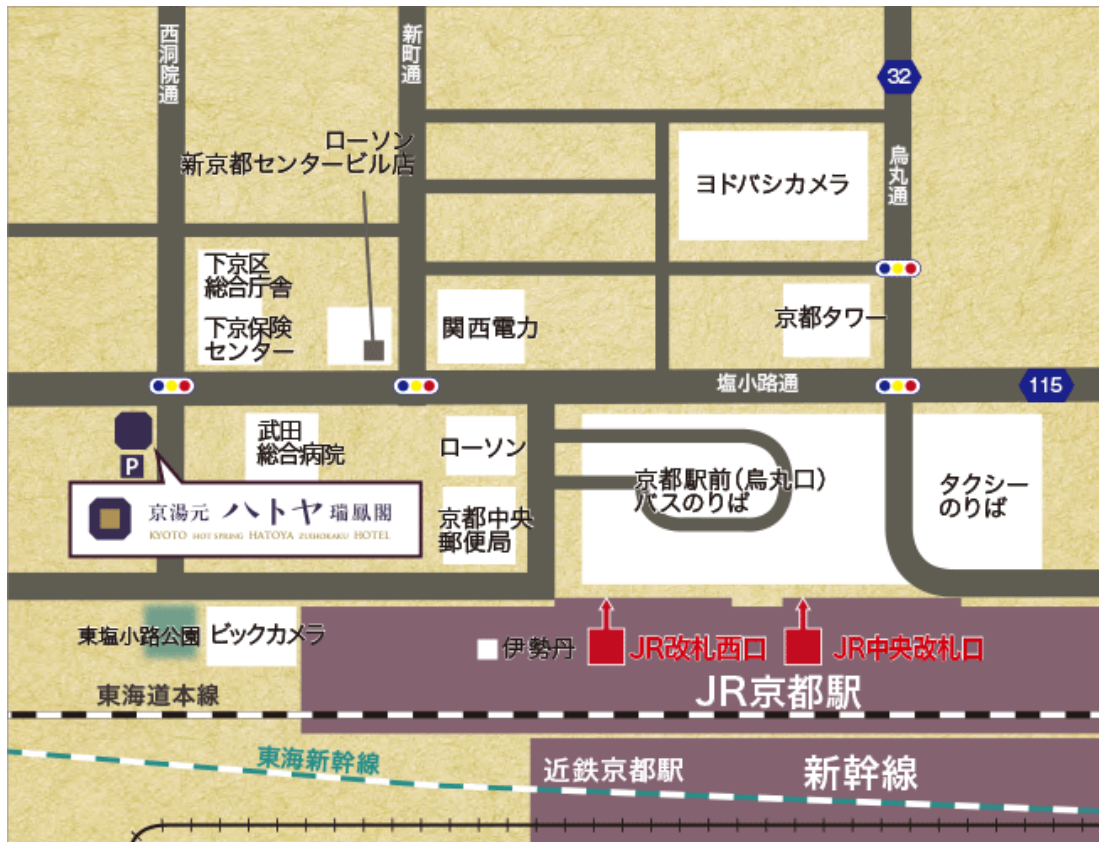 西洞院通
新町通
32
烏丸通
ローソン
新京都センタービル店
ヨドバシカメラ
下京区
総合庁舎
下京保険
センター
関西電力
京都タワー
塩小路通
115
P
武田
総合病院
ローソン
京都駅前(烏丸口)
バスのりば
タクシー
のりば
京湯元 ハトヤ 瑞鳳閣
KYOTO HOT SPRING HATOYA ZUIHOKAKU HOTEL
京都中央
郵便局
東塩小路公園
ビックカメラ
伊勢丹
JR改札西口
JR中央改札口
JR京都駅
東海道本線
東海新幹線
近鉄京都駅
新幹線